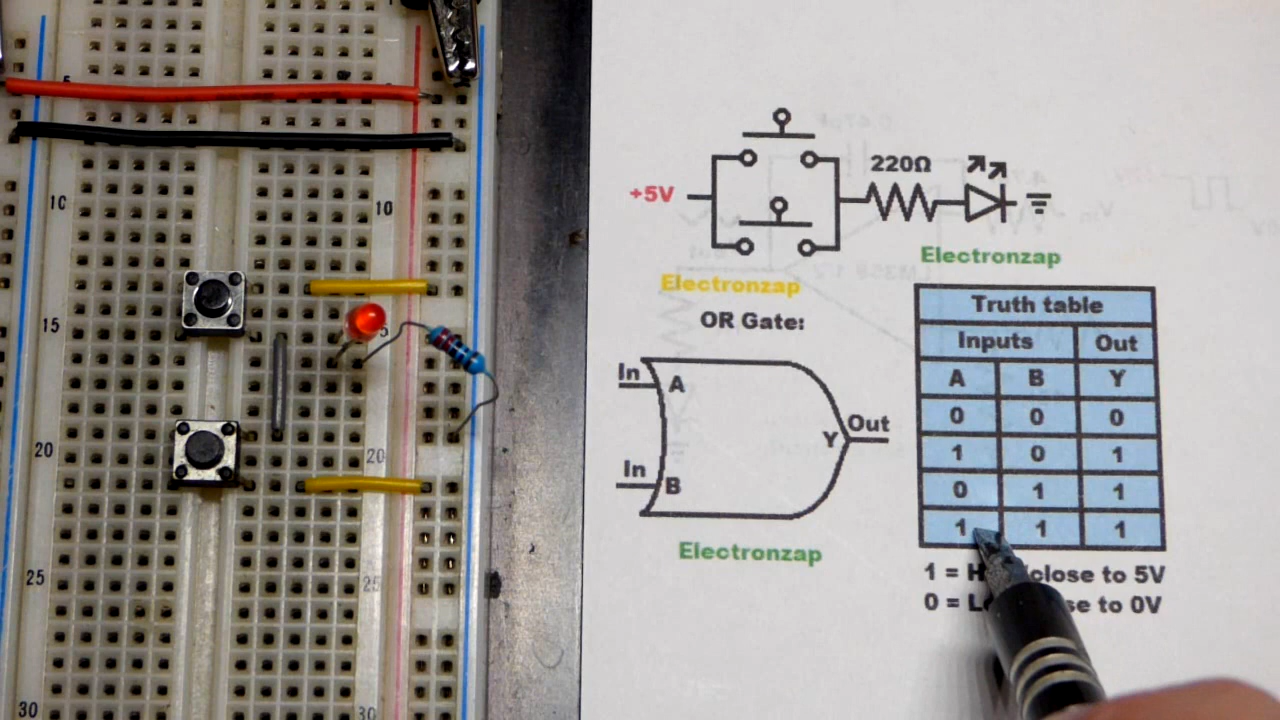 5
10
10
15
5
20
20
25
25
30
30
220Ω
+5V
Electronzap
Electronzap
OR Gate:
In
A
Out
Y
In
B
Electronzap
Truth table
Inputs Out
A B Y
0 0 0
1 0 1
0 1 1
1 1 1
1 = H close to 5V
0 = L se to 0V